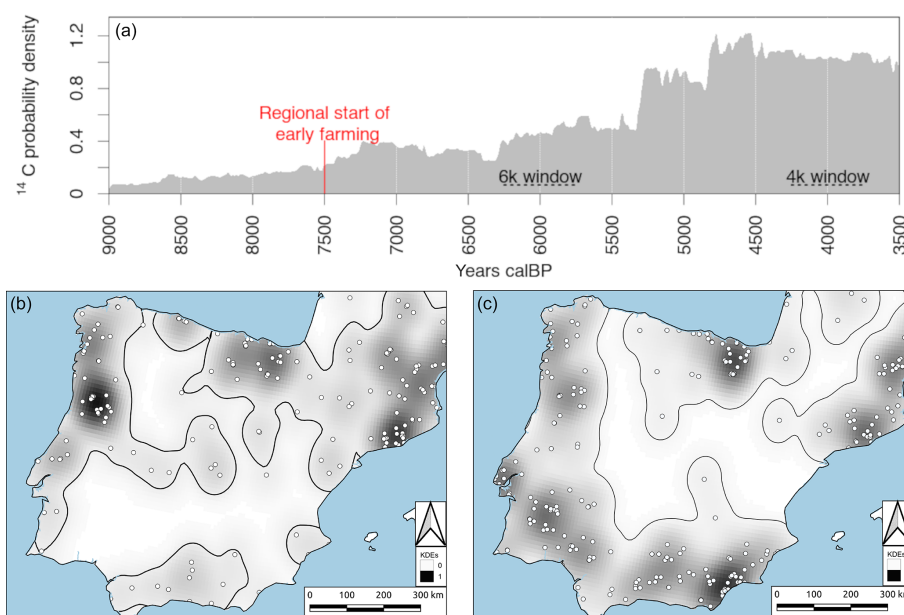 (a)
¹⁴ C probability density
1.2
0.8
0.4
0
Regional start of
early farming
6k window
4k window
9000
8500
8000
7500
7000
6500
6000
5500
5000
4500
4000
3500
Years calBP
(b)
KDEs
0
1
0 100 200 300 km
(c)
KDEs
0
1
0 100 200 300 km